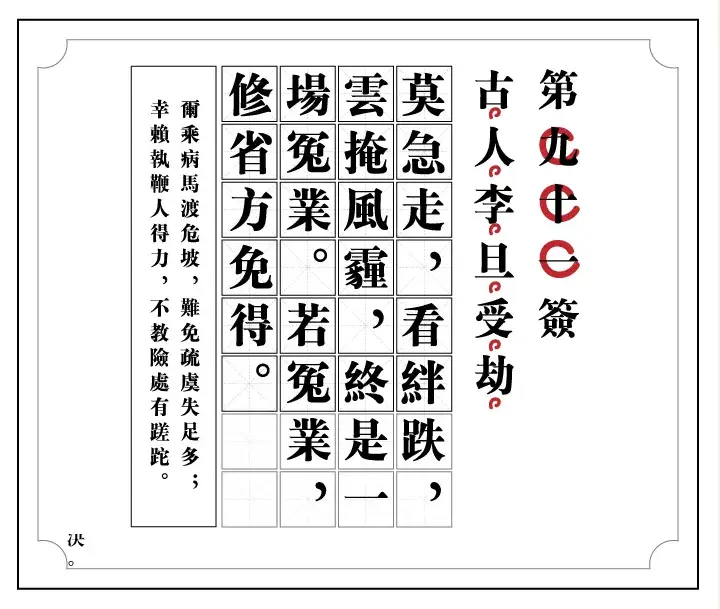 第九十一簽
古人李旦受劫
莫急走，看絆跌，
雲掩風霾，終是一
場冤業。若冤業，
修省方免得。
爾乘病馬渡危坡，難免疏虞失足多；
幸賴執鞭人得力，不教險處有蹉跎。